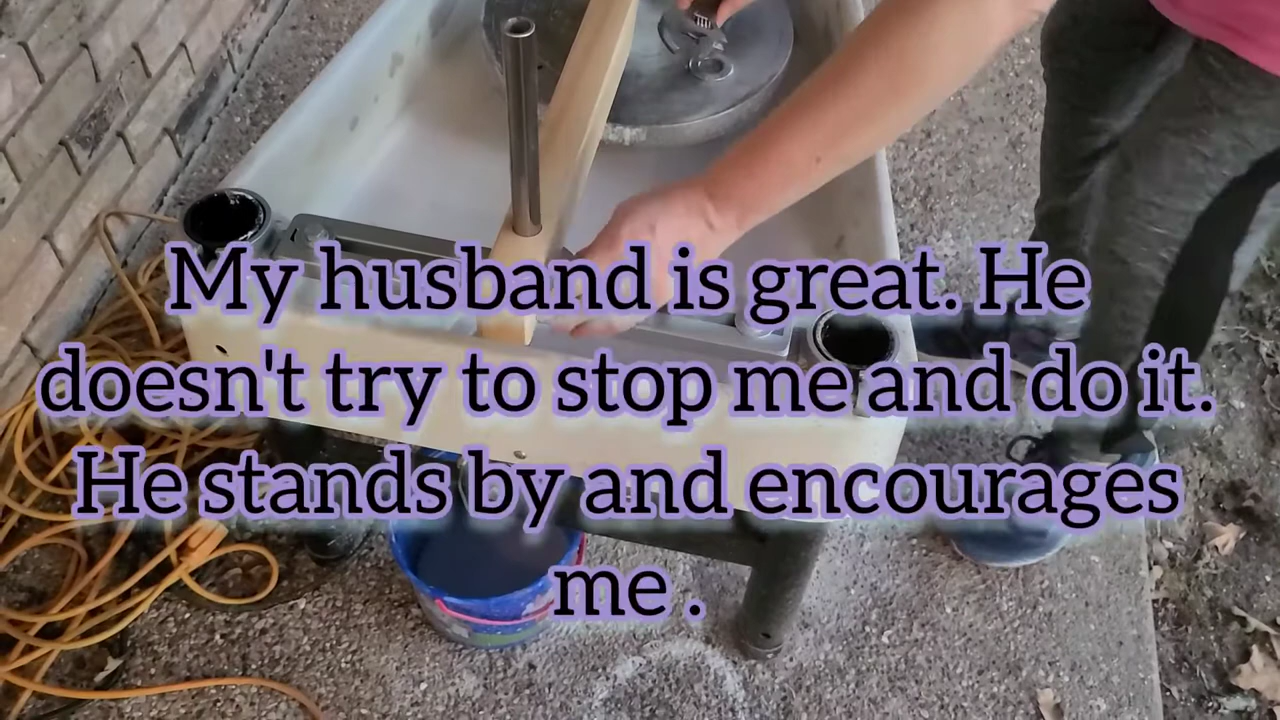 My husband is great. He
doesn't try to stop me and do it.
He stands by and encourages
me .